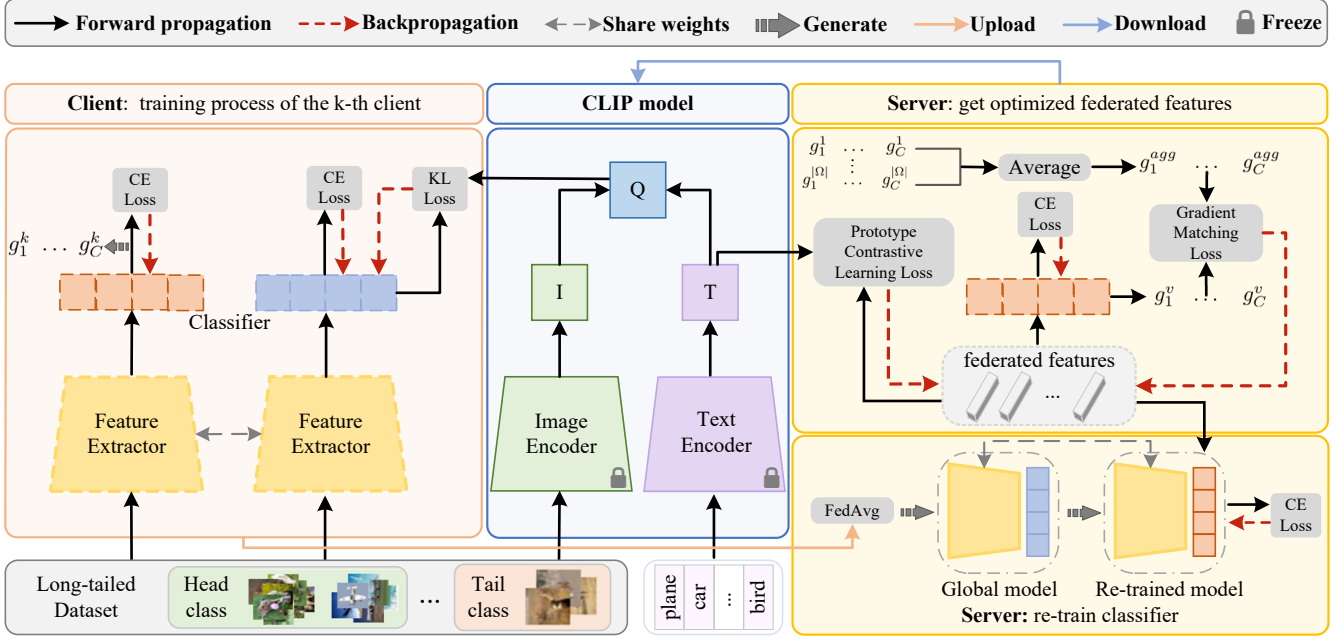 Forward propagation
Backpropagation
Share weights
Generate
Upload
Download
Freeze
Client: training process of the k-th client
CLIP model
Server: get optimized federated features
CE
Loss
CE
Loss
KL
Loss
g_1^k ... g_C^k
Classifier
Feature
Extractor
Feature
Extractor
Q
I
T
Image
Encoder
Text
Encoder
g_1^1 ... g_C^1
⋮
g_1^{|Ω|} ... g_C^{|Ω|}
Average
g_1^{agg} ... g_C^{agg}
Prototype
Contrastive
Learning Loss
CE
Loss
Gradient
Matching
Loss
g_1^v ... g_C^v
federated features
...
FedAvg
CE
Loss
Global model
Re-trained model
Server: re-train classifier
Long-tailed
Dataset
Head
class
...
Tail
class
plane
car
...
bird